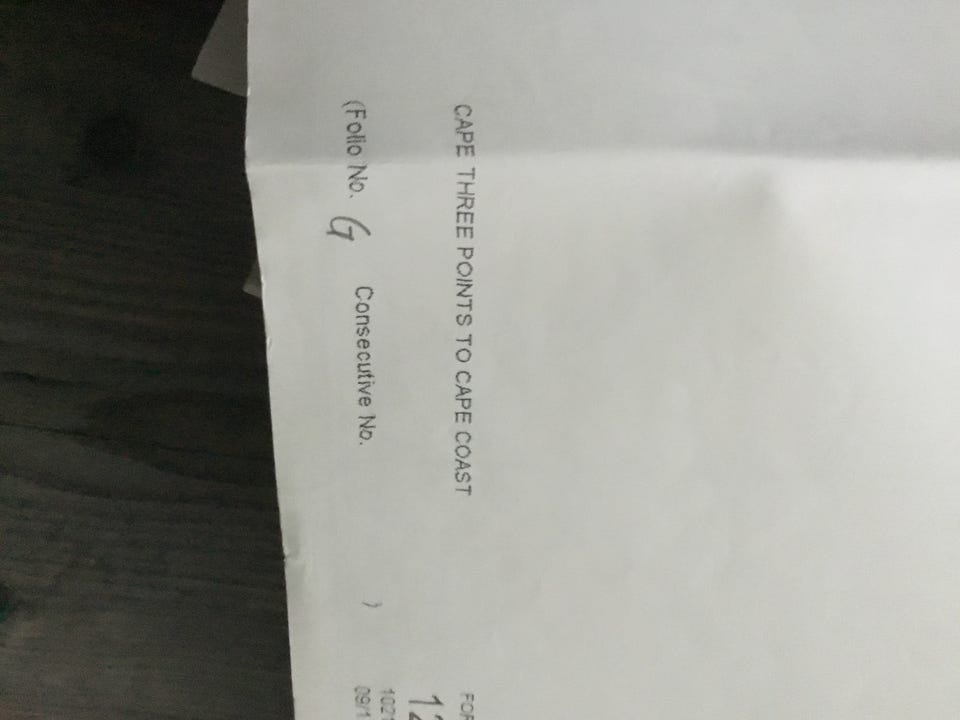 CAPE THREE POINTS TO CAPE COAST
(Folio No. G Consecutive No. )